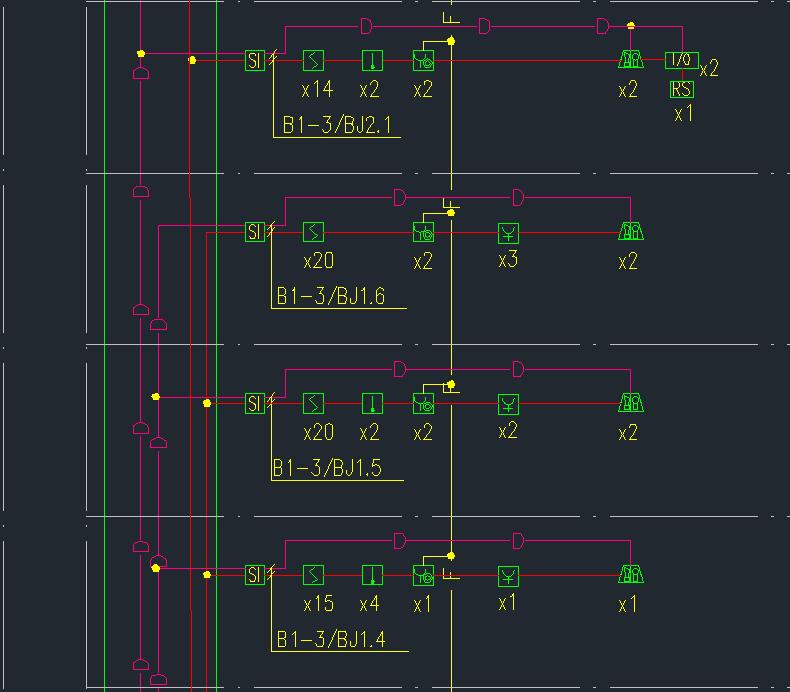 F
SI
I/O
x2
x14
x2
x2
x2
RS
x1
B1-3/BJ2.1
F
SI
x20
x2
x3
x2
B1-3/BJ1.6
F
SI
x20
x2
x2
x2
x2
B1-3/BJ1.5
SI
F
x15
x4
x1
x1
x1
B1-3/BJ1.4